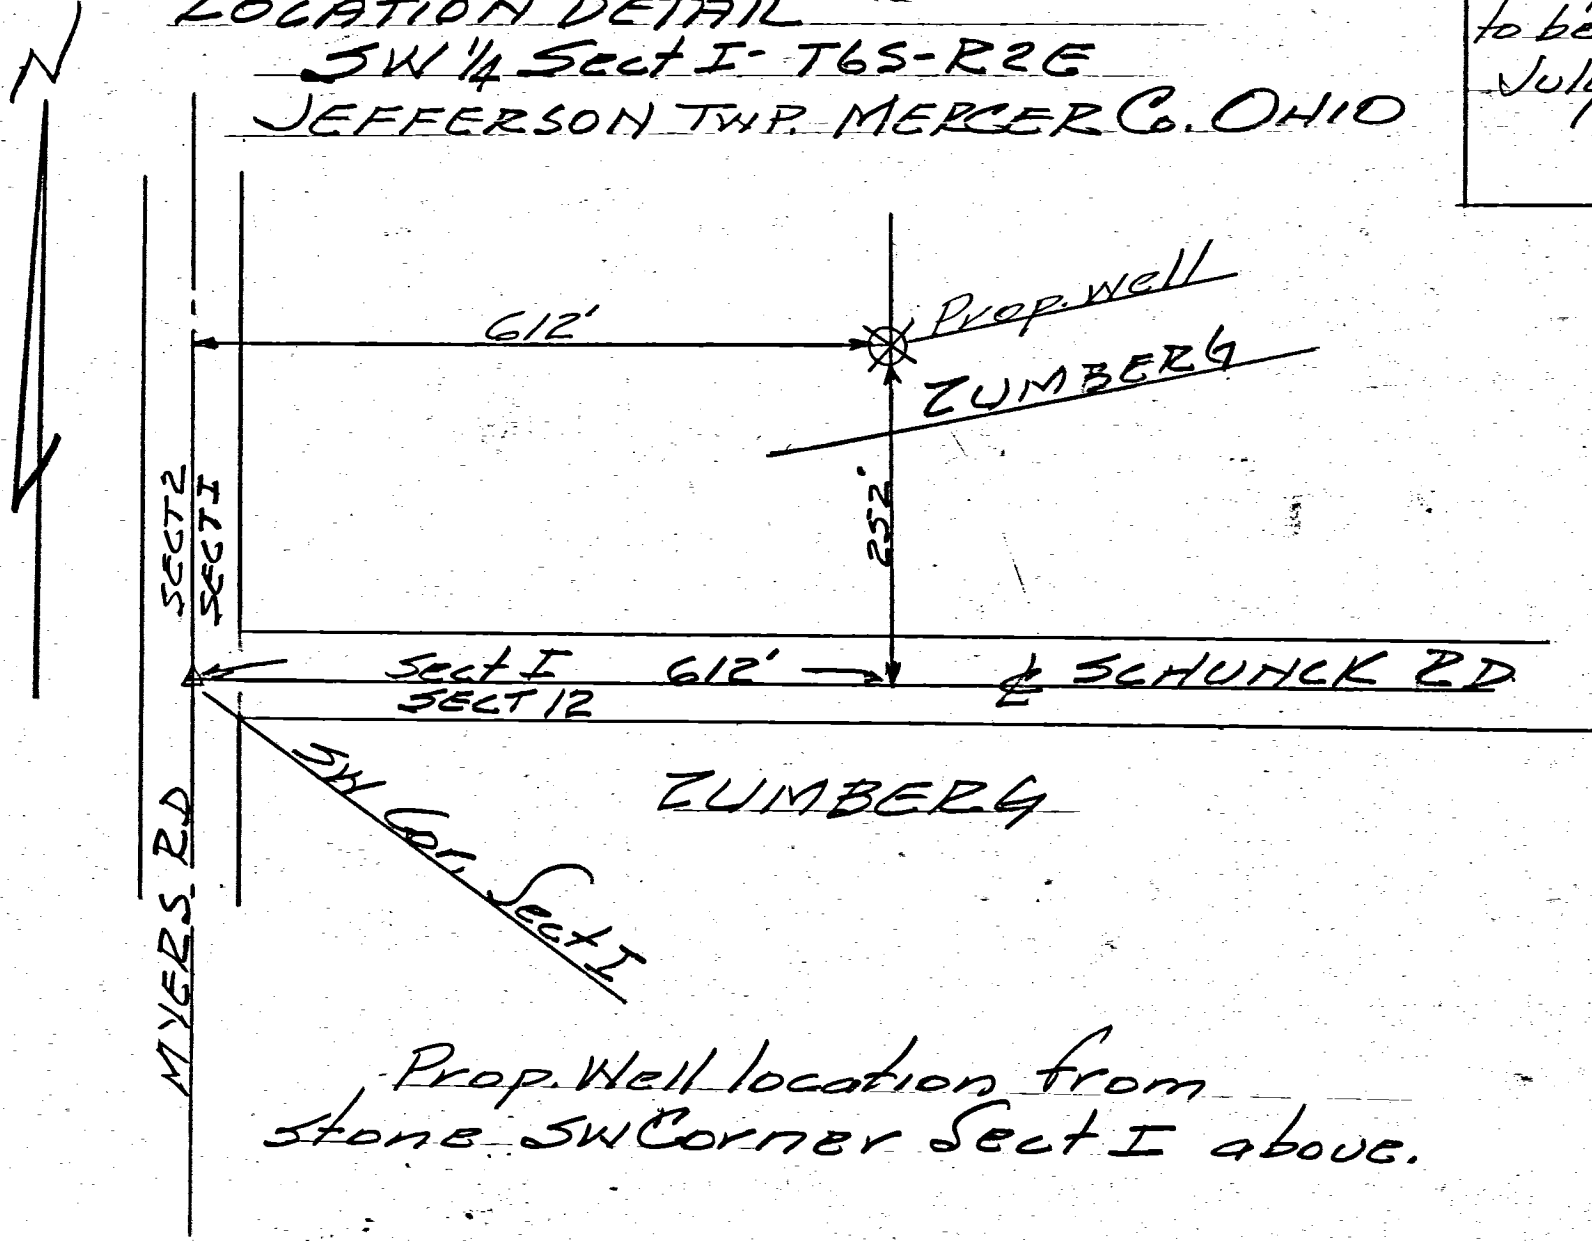 N
LOCATION DETAIL
SW 1/4 Sect I- T6S-R2E
JEFFERSON TWP. MERCER Co. OHIO
to be
612'
Prop. well
ZUMBERG
252'
SECT 2
SECT I
Sect I 612' ℄ SCHUNCK RD
SECT 12
SW Cor. Sect I
ZUMBERG
MYERS RD
Prop. Well location from
stone SW Corner Sect I above.